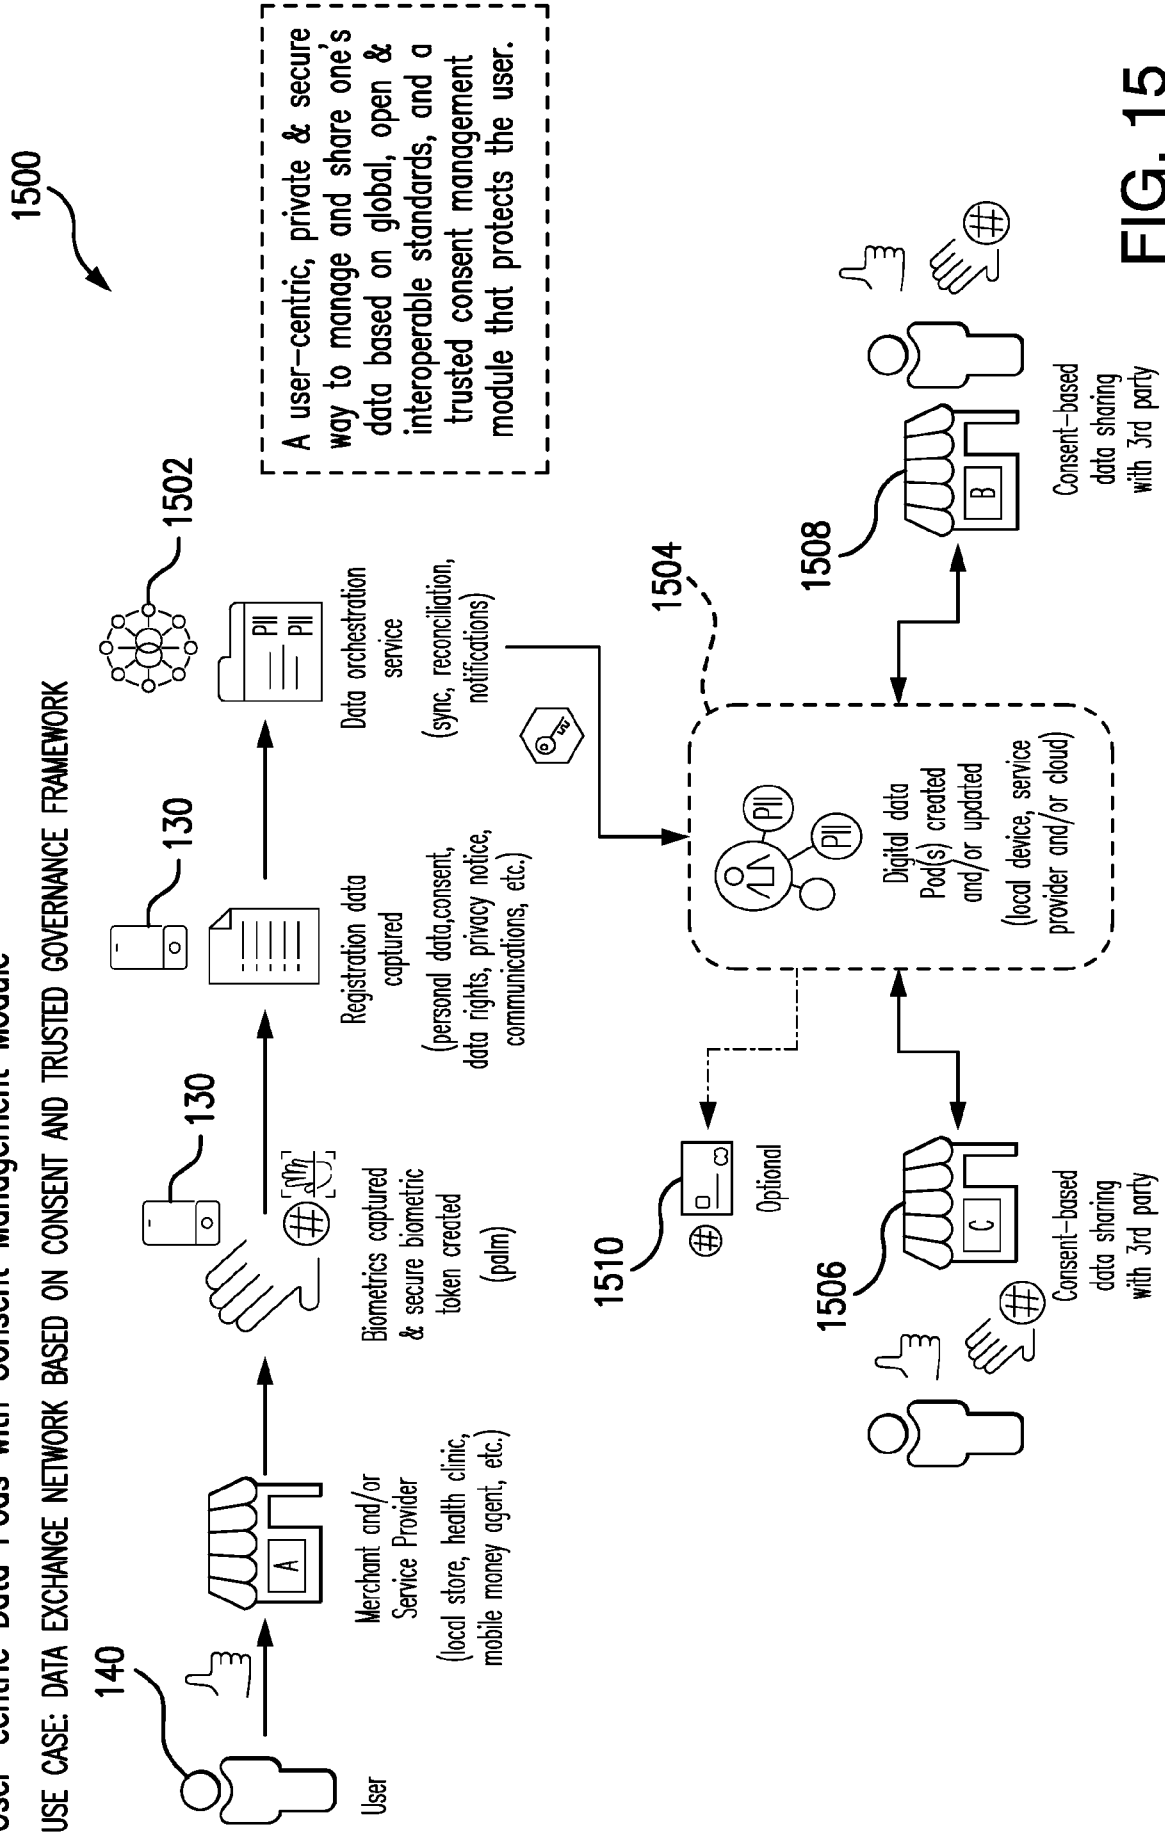 User-centric Data Pods with Consent Management Module
USE CASE: DATA EXCHANGE NETWORK BASED ON CONSENT AND TRUSTED GOVERNANCE FRAMEWORK
1500
A user-centric, private & secure
way to manage and share one's
data based on global, open &
interoperable standards, and a
trusted consent management
module that protects the user.
140
User
A
Merchant and/or
Service Provider
(local store, health clinic,
mobile money agent, etc.)
130
#
Biometrics captured
& secure biometric
token created
(palm)
130
Registration data
captured
(personal data,consent,
data rights, privacy notice,
communications, etc.)
1502
PII
PII
Data orchestration
service
(sync, reconciliation,
notifications)
1504
PII
PII
Digital data
Pod(s) created
and/or updated
(local device, service
provider and/or cloud)
1510
#
Optional
1506
C
#
Consent-based
data sharing
with 3rd party
1508
B
#
Consent-based
data sharing
with 3rd party
FIG. 15